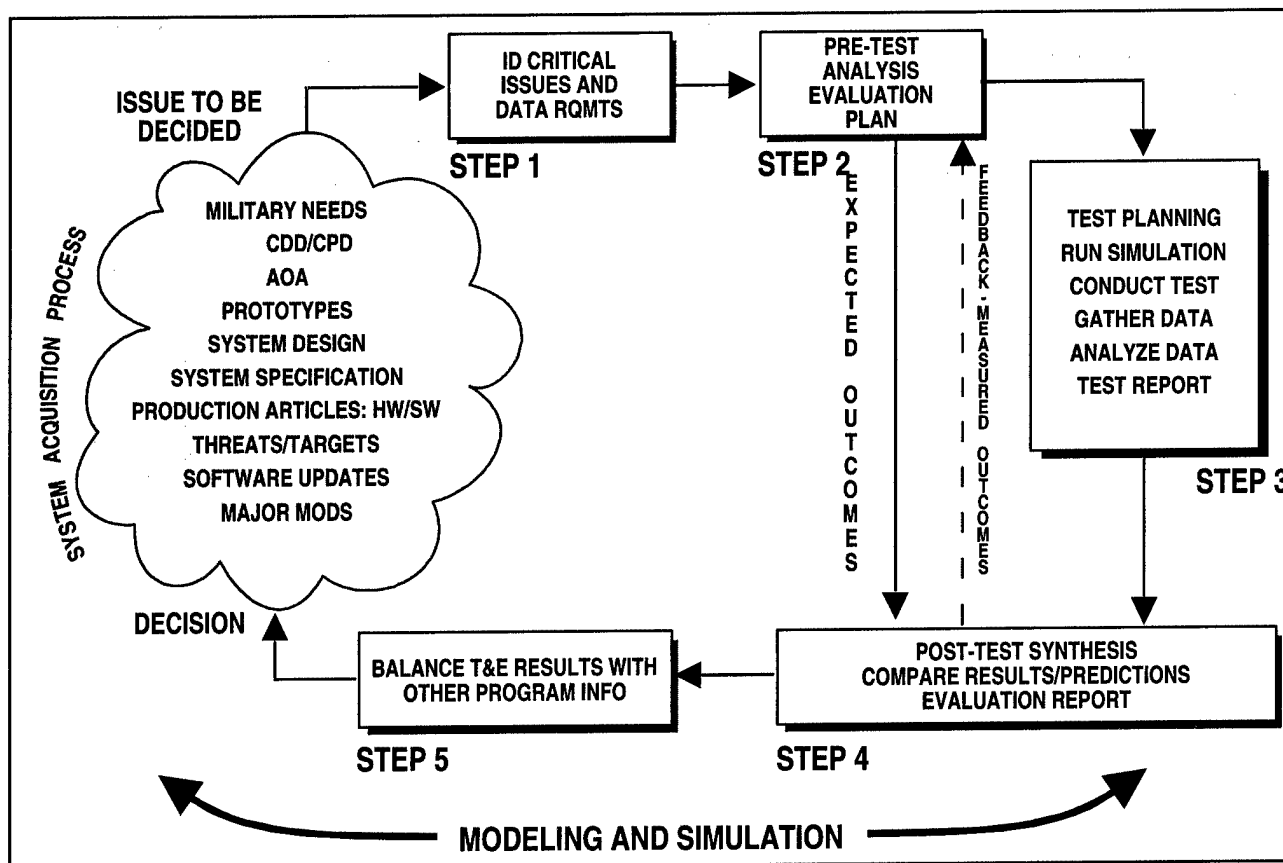 ISSUE TO BE
DECIDED
ID CRITICAL
ISSUES AND
DATA RQMTS
STEP 1
PRE-TEST
ANALYSIS
EVALUATION
PLAN
STEP 2
SYSTEM ACQUISITION PROCESS
MILITARY NEEDS
CDD/CPD
AOA
PROTOTYPES
SYSTEM DESIGN
SYSTEM SPECIFICATION
PRODUCTION ARTICLES: HW/SW
THREATS/TARGETS
SOFTWARE UPDATES
MAJOR MODS
EXPECTED OUTCOMES
FEEDBACK-MEASURED OUTCOMES
TEST PLANNING
RUN SIMULATION
CONDUCT TEST
GATHER DATA
ANALYZE DATA
TEST REPORT
STEP 3
DECISION
BALANCE T&E RESULTS WITH
OTHER PROGRAM INFO
STEP 5
POST-TEST SYNTHESIS
COMPARE RESULTS/PREDICTIONS
EVALUATION REPORT
STEP 4
MODELING AND SIMULATION